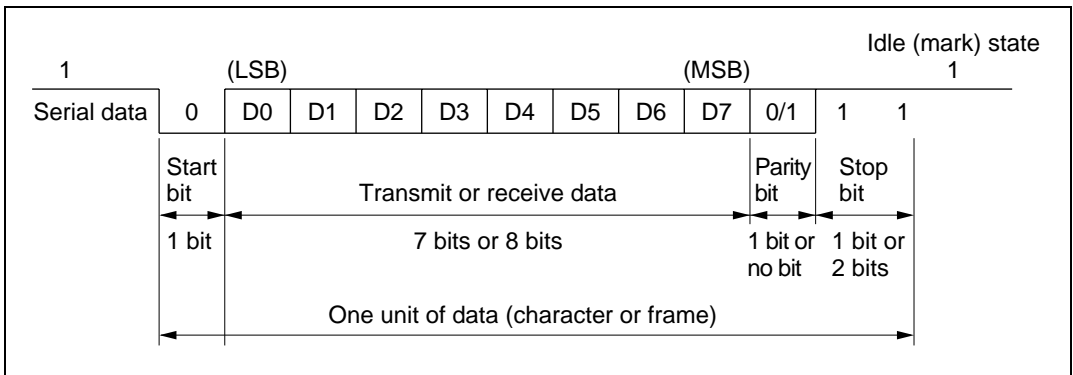 Idle (mark) state
1 (LSB) (MSB) 1
Serial data 0 D0 D1 D2 D3 D4 D5 D6 D7 0/1 1 1
Start bit
Transmit or receive data
Parity bit
Stop bit
1 bit
7 bits or 8 bits
1 bit or no bit
1 bit or 2 bits
One unit of data (character or frame)